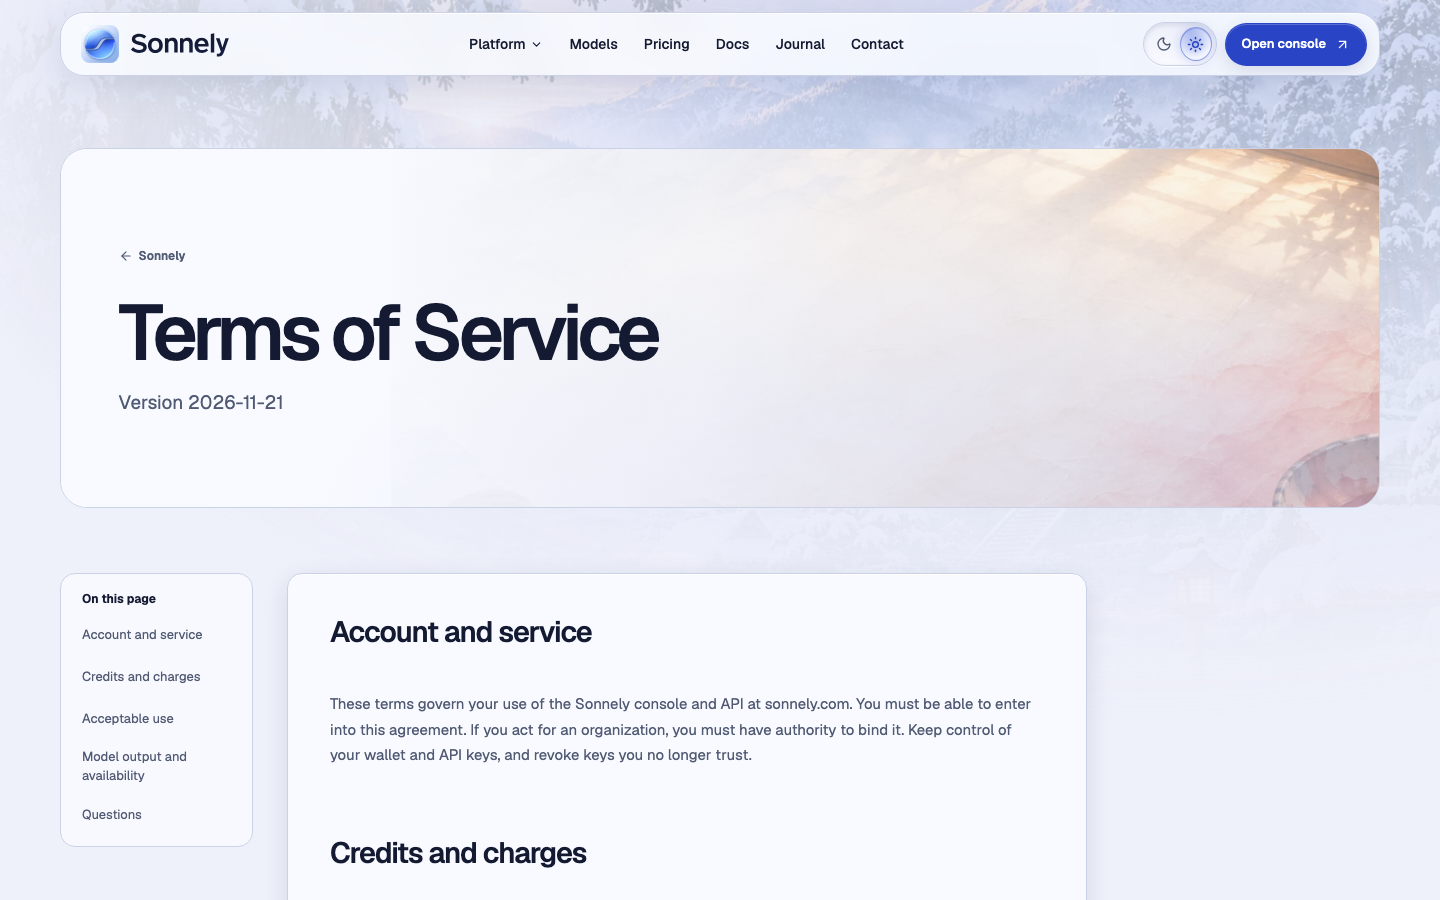 Sonnely
Platform
Models
Pricing
Docs
Journal
Contact
Open console
Sonnely
Terms of Service
Version 2026-11-21
On this page
Account and service
Credits and charges
Acceptable use
Model output and
availability
Questions
Account and service
These terms govern your use of the Sonnely console and API at sonnely.com. You must be able to enter
into this agreement. If you act for an organization, you must have authority to bind it. Keep control of
your wallet and API keys, and revoke keys you no longer trust.
Credits and charges